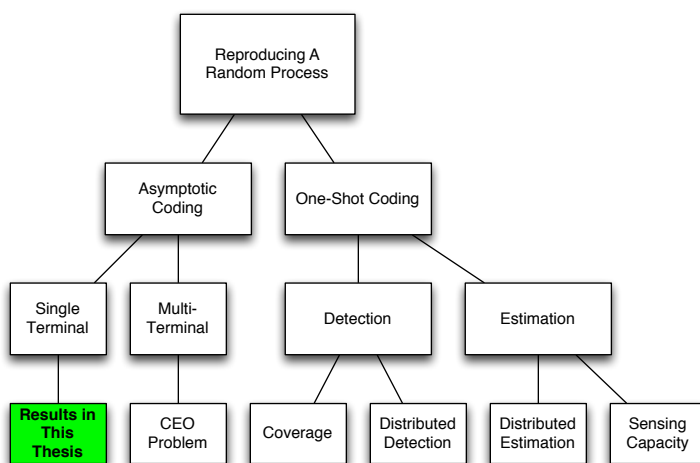 Reproducing A
Random Process
Asymptotic
Coding
One-Shot Coding
Single
Terminal
Multi-
Terminal
Detection
Estimation
Results in
This
Thesis
CEO
Problem
Coverage
Distributed
Detection
Distributed
Estimation
Sensing
Capacity